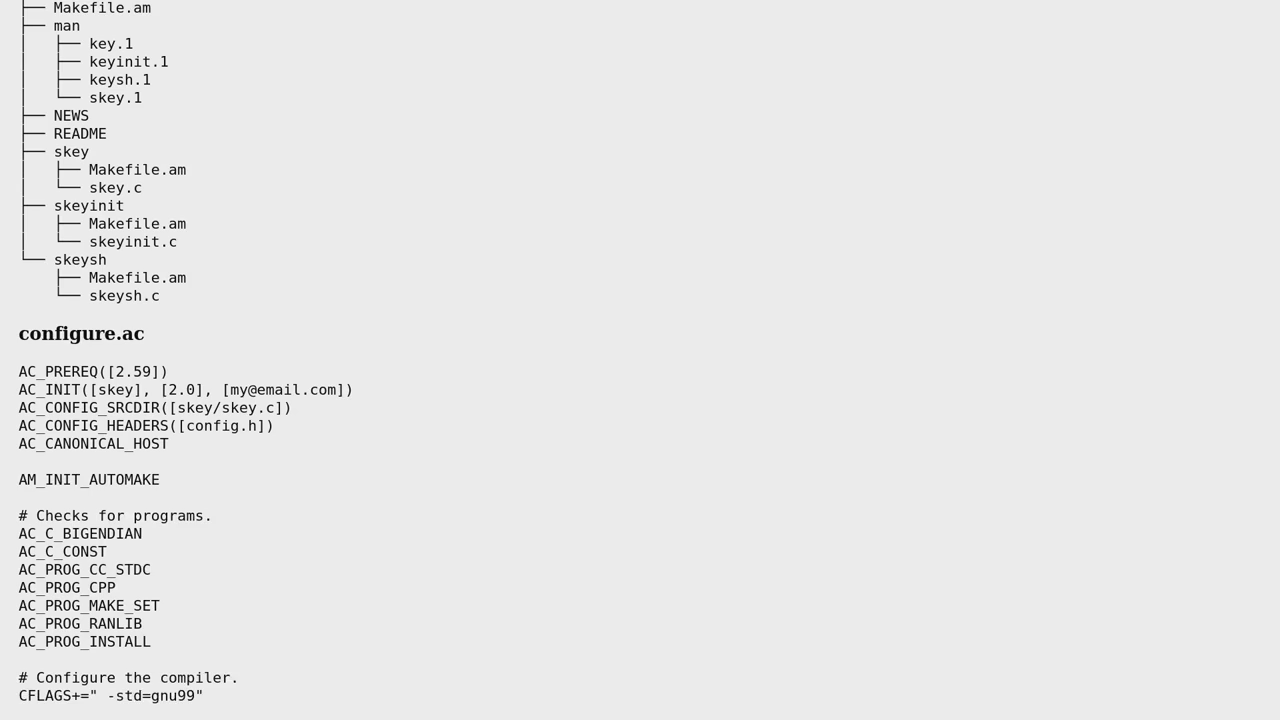 ├── Makefile.am
├── man
│   ├── key.1
│   ├── keyinit.1
│   ├── keysh.1
│   └── skey.1
├── NEWS
├── README
├── skey
│   ├── Makefile.am
│   └── skey.c
├── skeyinit
│   ├── Makefile.am
│   └── skeyinit.c
└── skeysh
    ├── Makefile.am
    └── skeysh.c
configure.ac
AC_PREREQ([2.59])
AC_INIT([skey], [2.0], [my@email.com])
AC_CONFIG_SRCDIR([skey/skey.c])
AC_CONFIG_HEADERS([config.h])
AC_CANONICAL_HOST
AM_INIT_AUTOMAKE
# Checks for programs.
AC_C_BIGENDIAN
AC_C_CONST
AC_PROG_CC_STDC
AC_PROG_CPP
AC_PROG_MAKE_SET
AC_PROG_RANLIB
AC_PROG_INSTALL
# Configure the compiler.
CFLAGS+=" -std=gnu99"